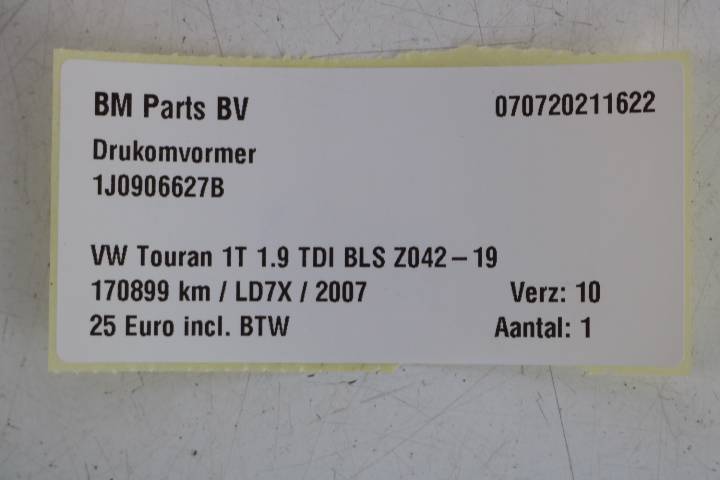 BM Parts BV 070720211622
Drukomvormer
1J0906627B
VW Touran 1T 1.9 TDI BLS Z042-19
170899 km / LD7X / 2007 Verz: 10
25 Euro incl. BTW Aantal: 1